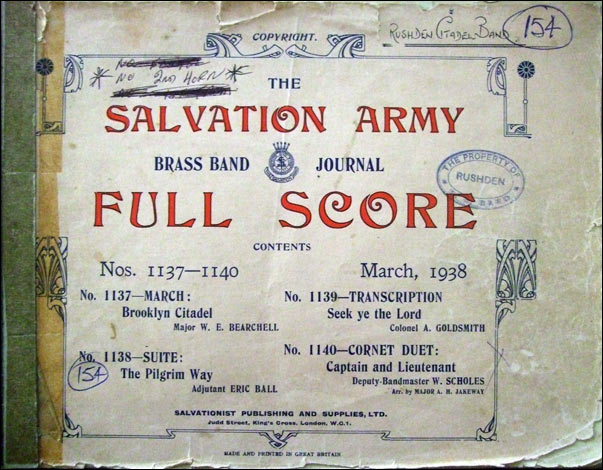 COPYRIGHT.
RUSHDEN CITADEL BAND. 154
* NO 2ND HORN *
THE
SALVATION ARMY
BRASS BAND JOURNAL
THE PROPERTY OF
RUSHDEN
BAND
FULL SCORE
CONTENTS
Nos. 1137—1140 March, 1938
No. 1137—MARCH:
Brooklyn Citadel
Major W. E. BEARCHELL
No. 1139—TRANSCRIPTION
Seek ye the Lord
Colonel A. GOLDSMITH
No. 1138—SUITE:
154
The Pilgrim Way
Adjutant ERIC BALL
No. 1140—CORNET DUET:
Captain and Lieutenant
Deputy-Bandmaster W. SCHOLES
Arr. by MAJOR A. H. JAKEWAY
SALVATIONIST PUBLISHING AND SUPPLIES, LTD.
Judd Street, King's Cross, London, W.C.1.
MADE AND PRINTED IN GREAT BRITAIN